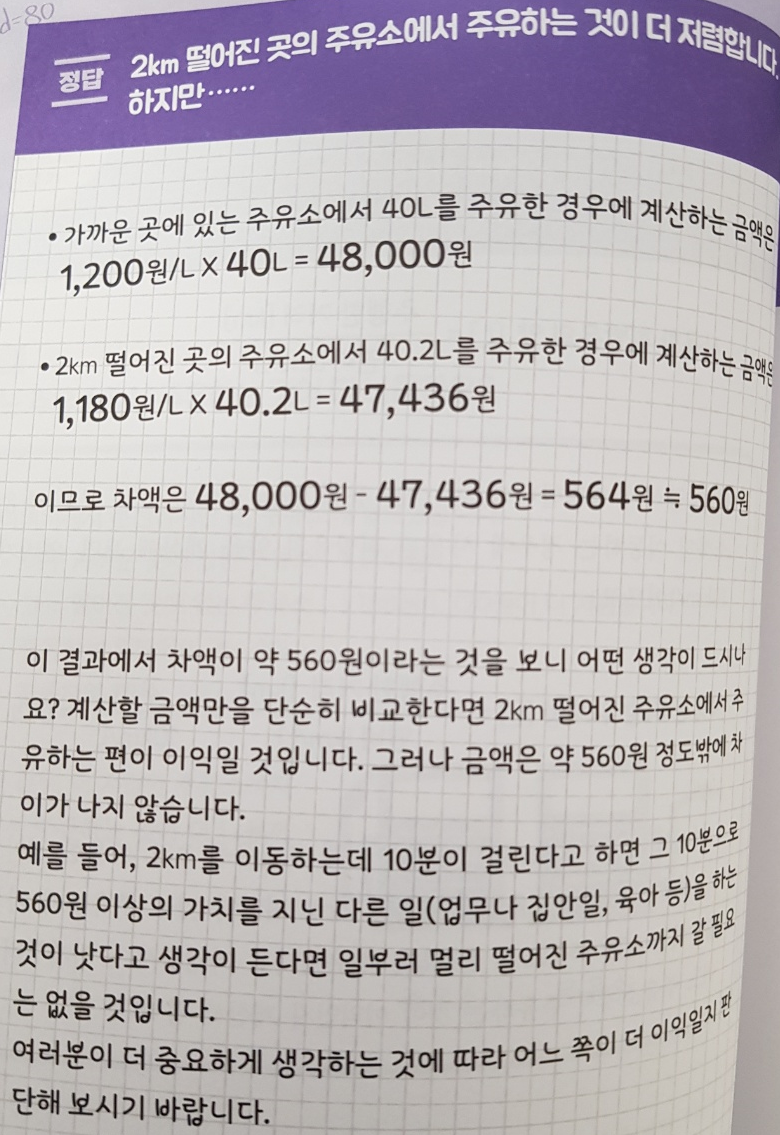 d=80
정답
2km 떨어진 곳의 주유소에서 주유하는 것이 더 저렴합니다.
하지만……
• 가까운 곳에 있는 주유소에서 40L를 주유한 경우에 계산하는 금액은
1,200원/L X 40L = 48,000원
• 2km 떨어진 곳의 주유소에서 40.2L를 주유한 경우에 계산하는 금액은
1,180원/L X 40.2L = 47,436원
이므로 차액은 48,000원 - 47,436원 = 564원 ≒ 560원
이 결과에서 차액이 약 560원이라는 것을 보니 어떤 생각이 드시나
요? 계산할 금액만을 단순히 비교한다면 2km 떨어진 주유소에서 주
유하는 편이 이익일 것입니다. 그러나 금액은 약 560원 정도밖에 차
이가 나지 않습니다.
예를 들어, 2km를 이동하는데 10분이 걸린다고 하면 그 10분으로
560원 이상의 가치를 지닌 다른 일(업무나 집안일, 육아 등)을 하는
것이 낫다고 생각이 든다면 일부러 멀리 떨어진 주유소까지 갈 필요
는 없을 것입니다.
여러분이 더 중요하게 생각하는 것에 따라 어느 쪽이 더 이익일지 판
단해 보시기 바랍니다.